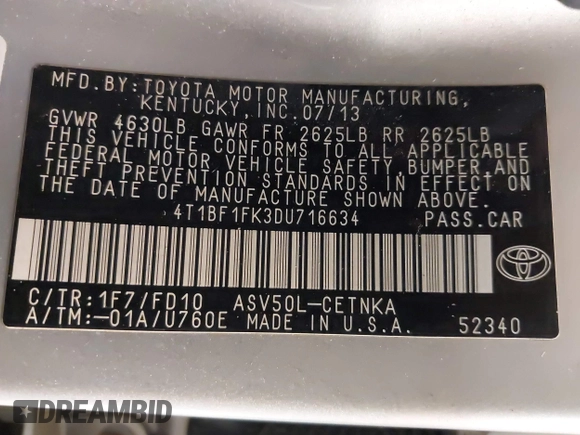 MFD.BY:TOYOTA MOTOR MANUFACTURING,
KENTUCKY,INC.07/13
GVWR 4630LB GAWR FR 2625LB RR 2625LB
THIS VEHICLE CONFORMS TO ALL APPLICABLE
FEDERAL MOTOR VEHICLE SAFETY,BUMPER,AND
THEFT PREVENTION STANDARDS IN EFFECT ON
THE DATE OF MANUFACTURE SHOWN ABOVE.
4T1BF1FK3DU716634 PASS.CAR
C/TR:1F7/FD10 ASV50L-CETNKA
A/TM:-01A/U760E MADE IN U.S.A. 52340
TOYOTA
DREAMBID